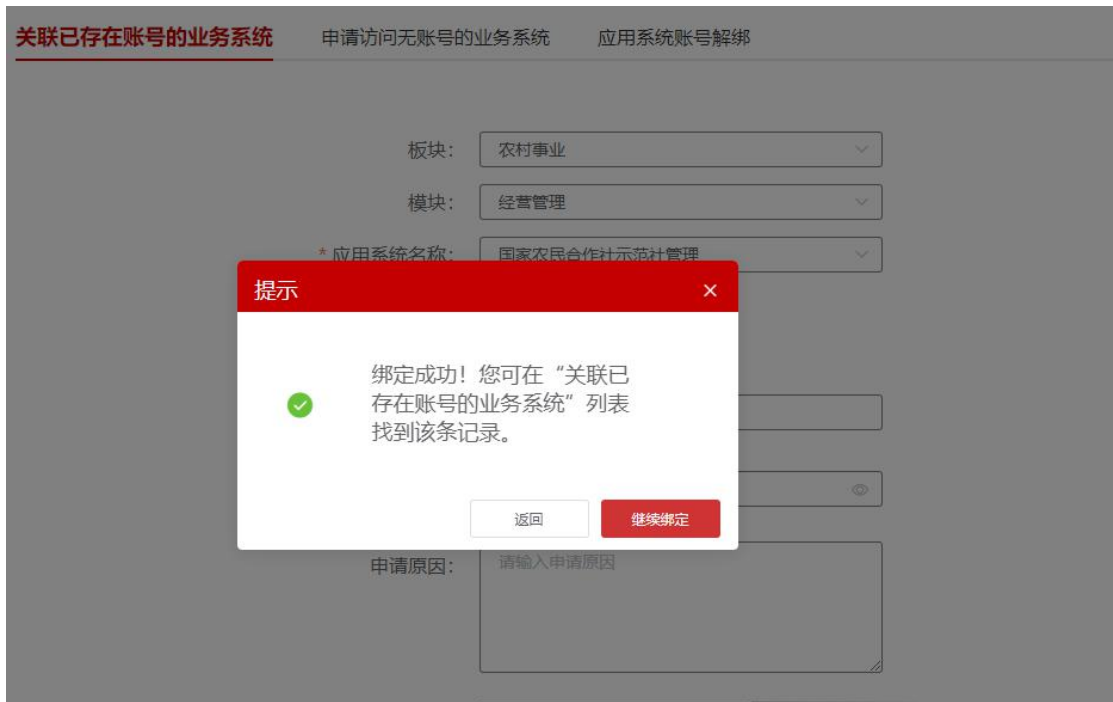 关联已存在账号的业务系统 申请访问无账号的业务系统 应用系统账号解绑
板块： 农村事业
模块： 经营管理
* 应用系统名称： 国家农民合作社示范社管理
提示
绑定成功！您可在“关联已
存在账号的业务系统”列表
找到该条记录。
返回 继续绑定
申请原因： 请输入申请原因